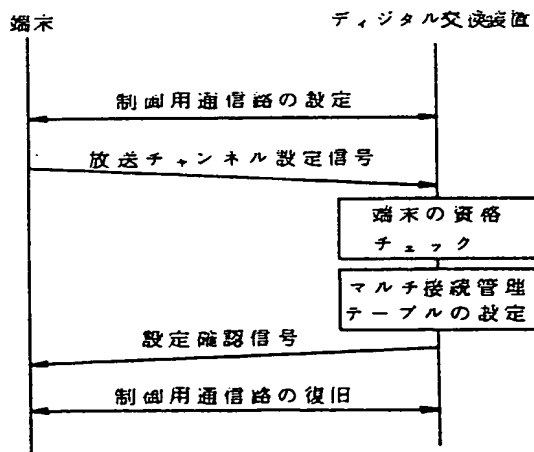 端末
ディジタル交換装置
制御用通信路の設定
放送チャンネル設定信号
端末の資格
チェック
マルチ接続管理
テーブルの設定
設定確認信号
制御用通信路の復旧